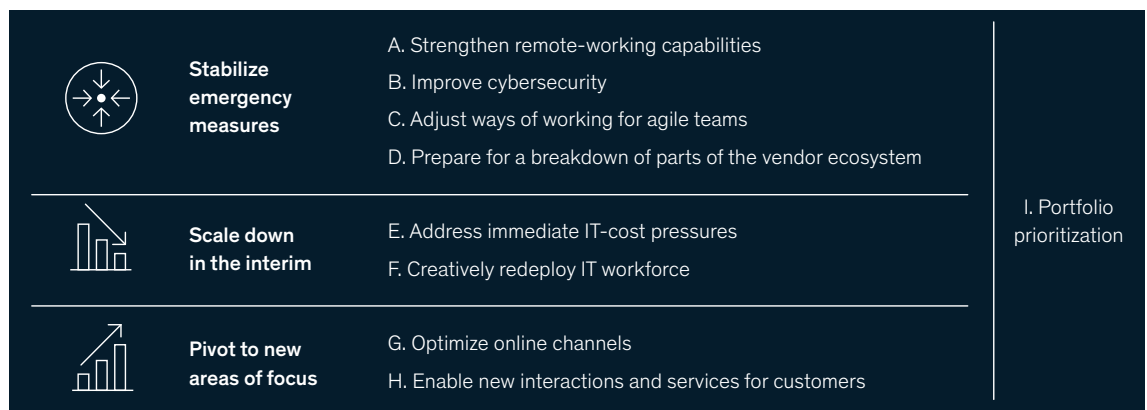 Stabilize
emergency
measures
A. Strengthen remote-working capabilities
B. Improve cybersecurity
C. Adjust ways of working for agile teams
D. Prepare for a breakdown of parts of the vendor ecosystem
Scale down
in the interim
E. Address immediate IT-cost pressures
F. Creatively redeploy IT workforce
Pivot to new
areas of focus
G. Optimize online channels
H. Enable new interactions and services for customers
I. Portfolio
prioritization